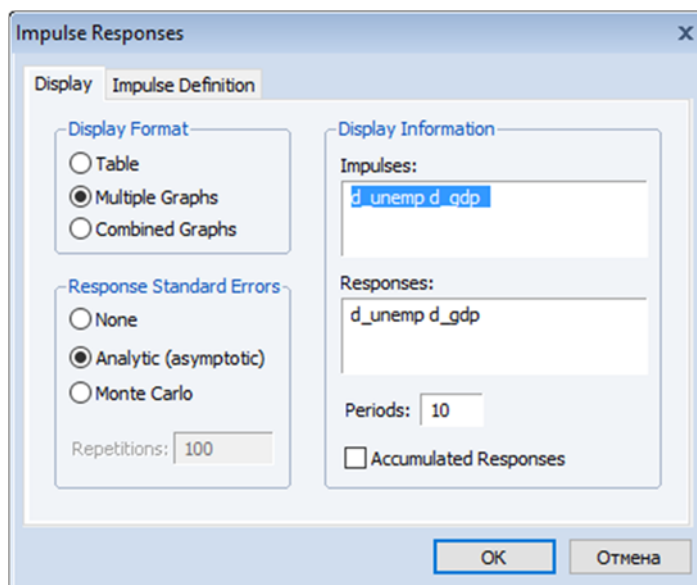 Impulse Responses
Display
Impulse Definition
Display Format
Table
Multiple Graphs
Combined Graphs
Response Standard Errors
None
Analytic (asymptotic)
Monte Carlo
Repetitions: 100
Display Information
Impulses:
d_unemp d_gdp
Responses:
d_unemp d_gdp
Periods: 10
Accumulated Responses
OK
Отмена